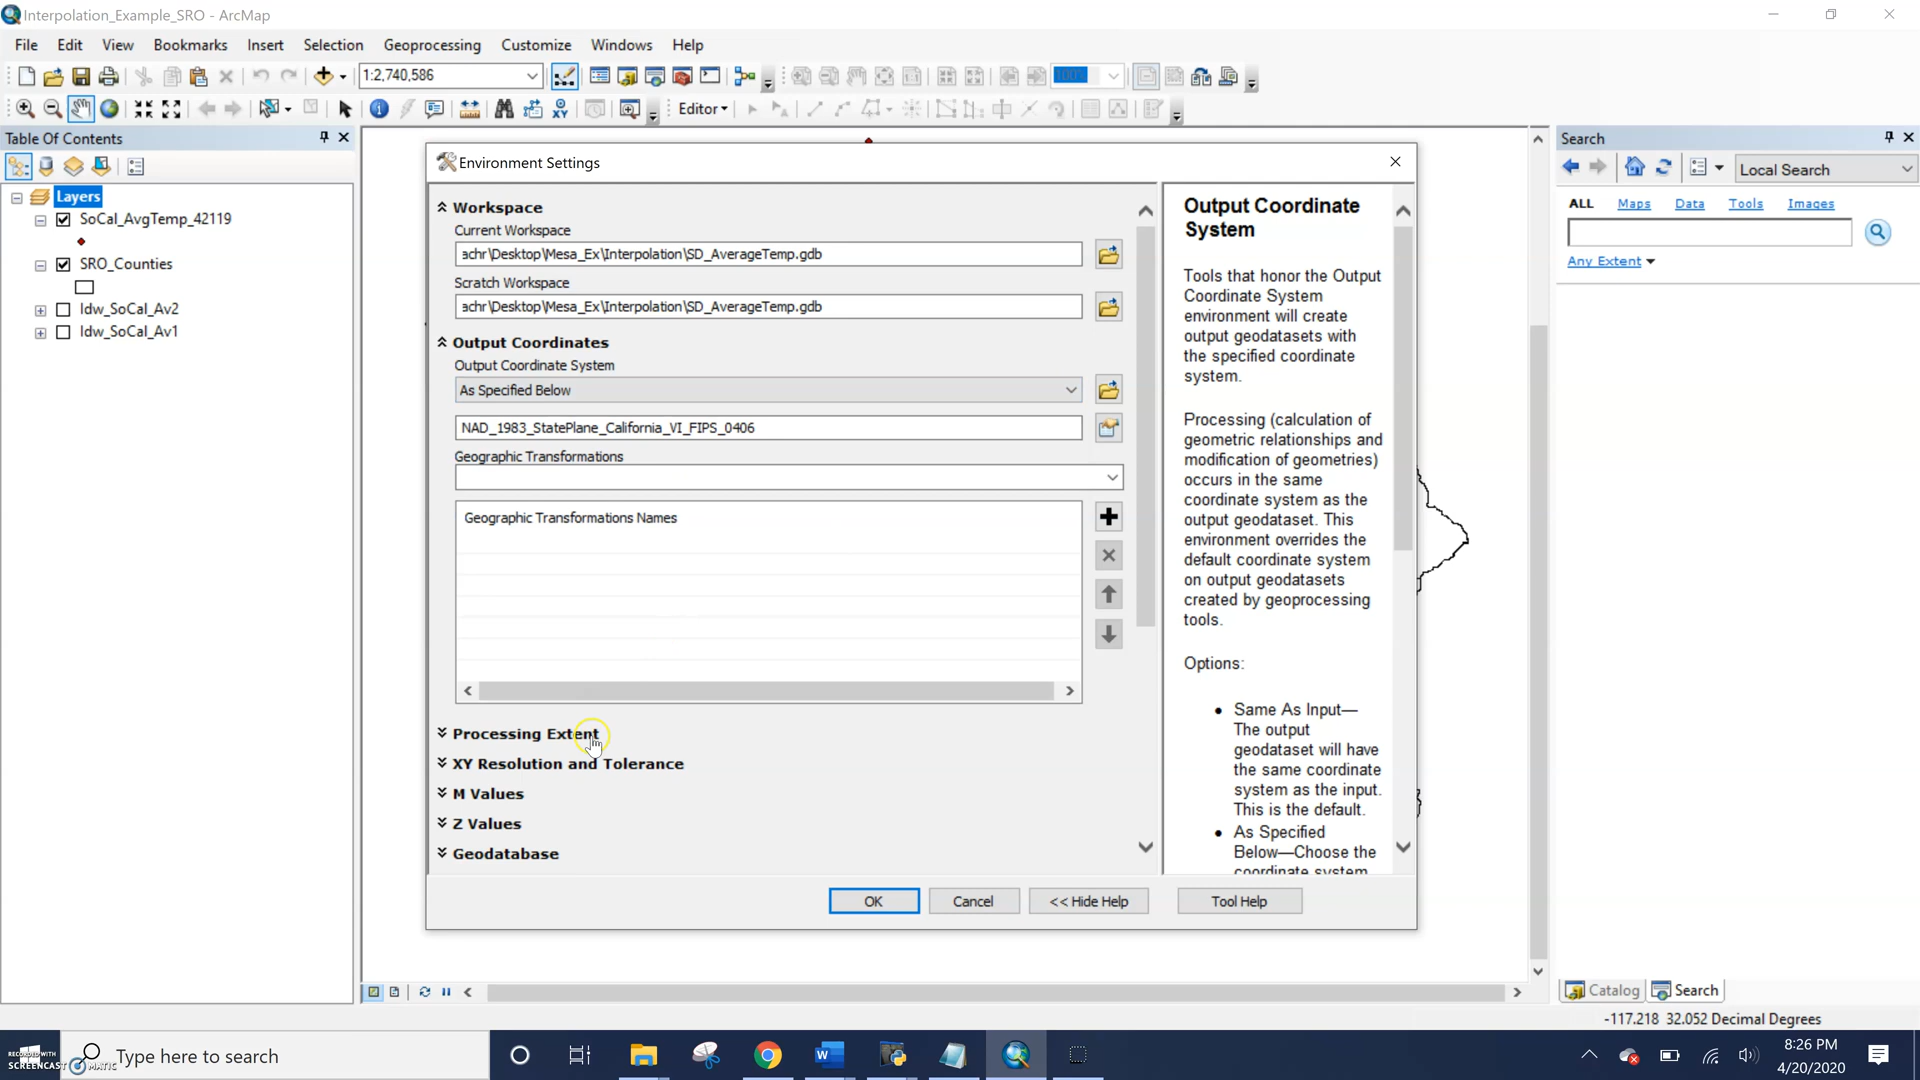 Interpolation_Example_SRO - ArcMap
File Edit View Bookmarks Insert Selection Geoprocessing Customize Windows Help
1:2,740,586
100%
Editor
Table Of Contents
Layers
SoCal_AvgTemp_42119
SRO_Counties
Idw_SoCal_Av2
Idw_SoCal_Av1
Environment Settings
Workspace
Current Workspace
achr\Desktop\Mesa_Ex\Interpolation\SD_AverageTemp.gdb
Scratch Workspace
achr\Desktop\Mesa_Ex\Interpolation\SD_AverageTemp.gdb
Output Coordinates
Output Coordinate System
As Specified Below
NAD_1983_StatePlane_California_VI_FIPS_0406
Geographic Transformations
Geographic Transformations Names
Processing Extent
XY Resolution and Tolerance
M Values
Z Values
Geodatabase
OK Cancel << Hide Help Tool Help
Output Coordinate
System
Tools that honor the Output
Coordinate System
environment will create
output geodatasets with
the specified coordinate
system.
Processing (calculation of
geometric relationships and
modification of geometries)
occurs in the same
coordinate system as the
output geodataset. This
environment overrides the
default coordinate system
on output geodatasets
created by geoprocessing
tools.
Options:
• Same As Input—
The output
geodataset will have
the same coordinate
system as the input.
This is the default.
• As Specified
Below—Choose the
coordinate system
Search
Local Search
ALL Maps Data Tools Images
Any Extent
Catalog Search
-117.218 32.052 Decimal Degrees
RECORDED WITH
SCREENCAST MATIC
Type here to search
8:26 PM
4/20/2020